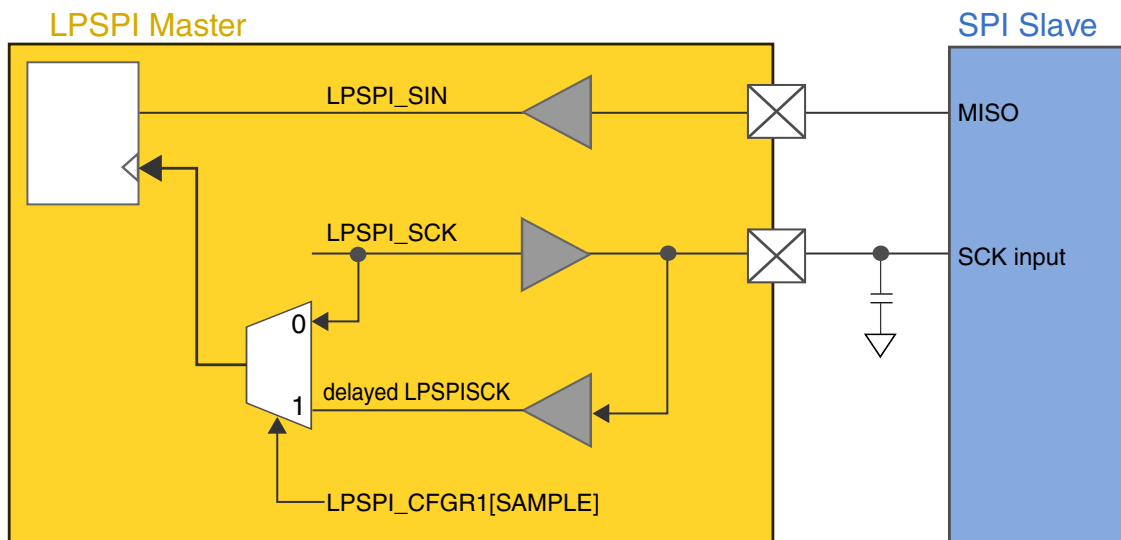 LPSPI Master
SPI Slave
LPSPI_SIN
MISO
LPSPI_SCK
SCK input
0
delayed LPSPISCK
1
LPSPI_CFGR1[SAMPLE]